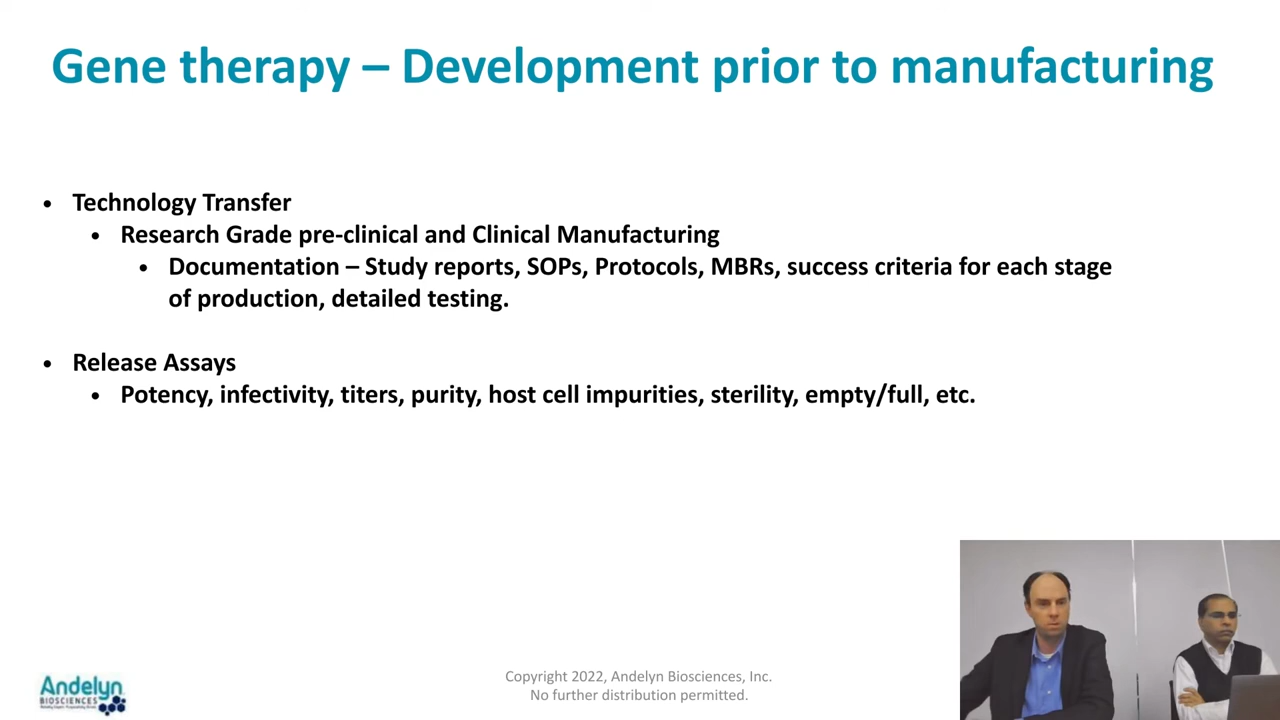 Gene therapy – Development prior to manufacturing
• Technology Transfer
• Research Grade pre-clinical and Clinical Manufacturing
• Documentation – Study reports, SOPs, Protocols, MBRs, success criteria for each stage
of production, detailed testing.
• Release Assays
• Potency, infectivity, titers, purity, host cell impurities, sterility, empty/full, etc.
Andelyn
BIOSCIENCES
Copyright 2022, Andelyn Biosciences, Inc.
No further distribution permitted.